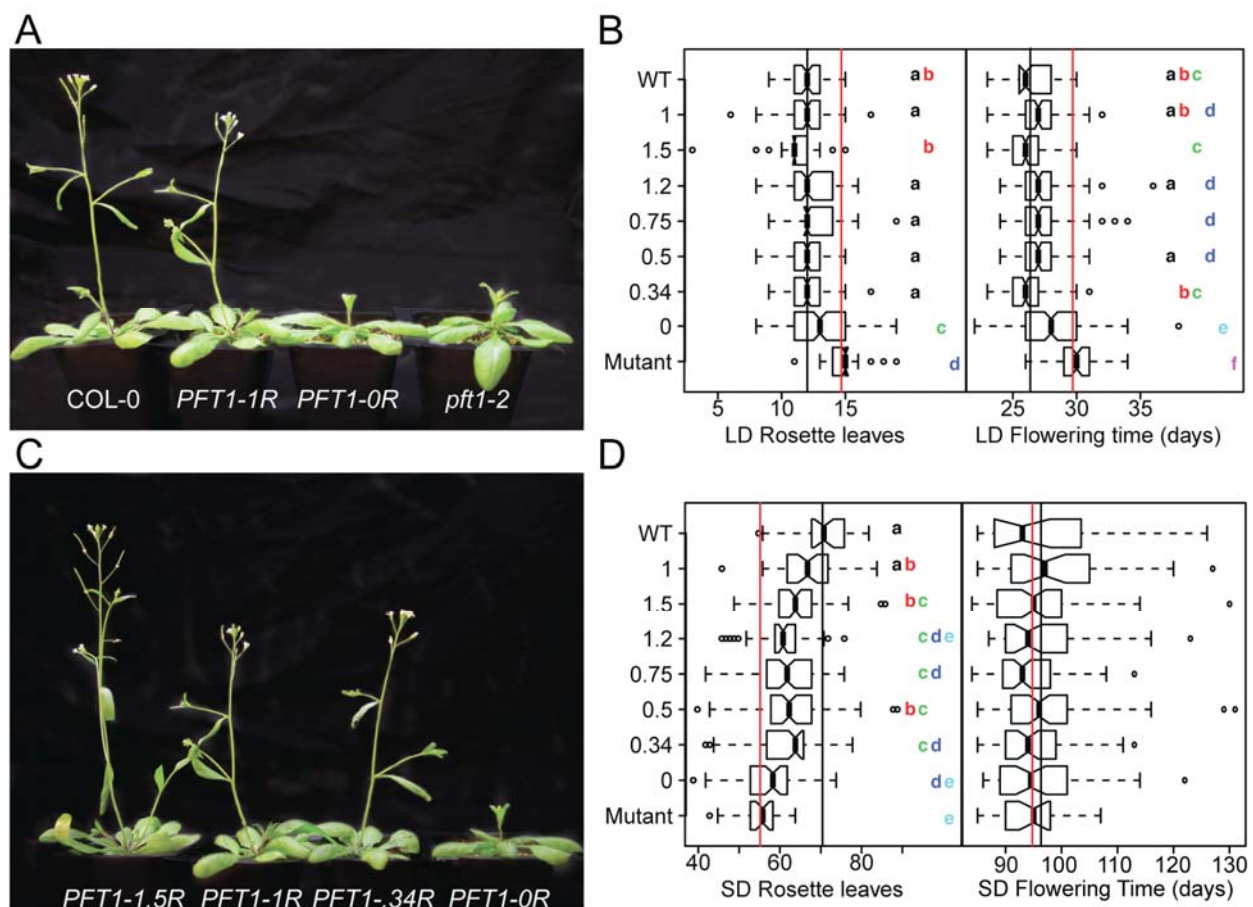 A
COL-0 PFT1-1R PFT1-0R pft1-2
B
WT a b a b c
1 a a b d
1.5 b c
1.2 a a d
0.75 a d
0.5 a a d
0.34 a b c
0 c e
Mutant d f
5 10 15 25 30 35
LD Rosette leaves LD Flowering time (days)
C
PFT1-1.5R PFT1-1R PFT1-.34R PFT1-0R
D
WT a
1 a b
1.5 b c
1.2 c d e
0.75 c d
0.5 b c
0.34 c d
0 d e
Mutant e
40 60 80 90 100 110 120 130
SD Rosette leaves SD Flowering Time (days)